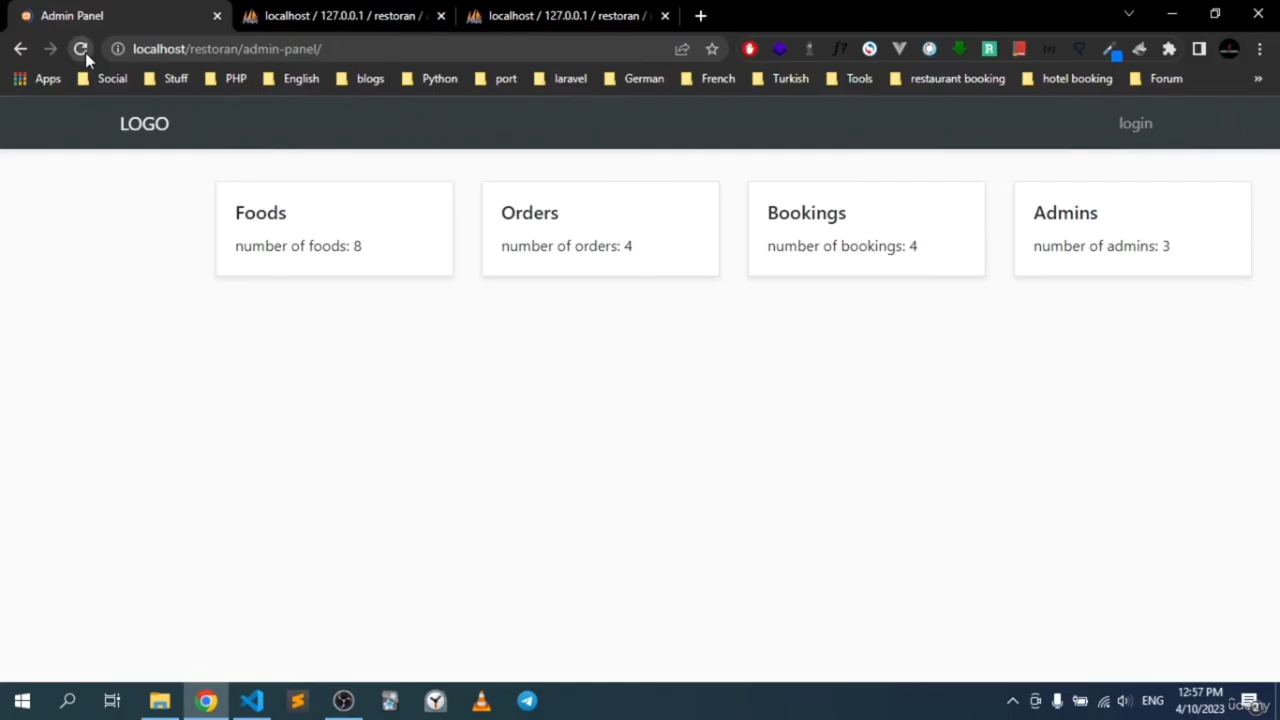 Admin Panel
localhost / 127.0.0.1 / restoran /
localhost / 127.0.0.1 / restoran /
localhost/restoran/admin-panel/
Apps Social Stuff PHP English blogs Python port laravel German French Turkish Tools restaurant booking hotel booking Forum »
LOGO login
Foods
number of foods: 8
Orders
number of orders: 4
Bookings
number of bookings: 4
Admins
number of admins: 3
ENG
12:57 PM
4/10/2023
udemy